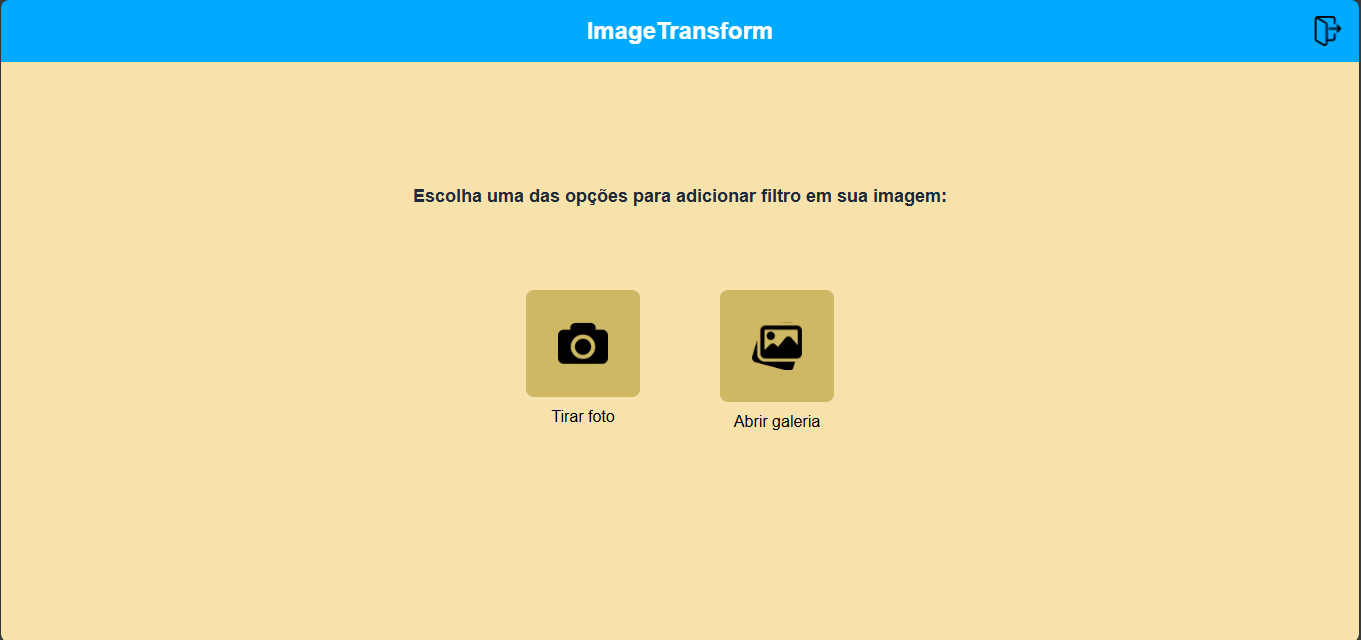 ImageTransform
Escolha uma das opções para adicionar filtro em sua imagem:
Tirar foto
Abrir galeria